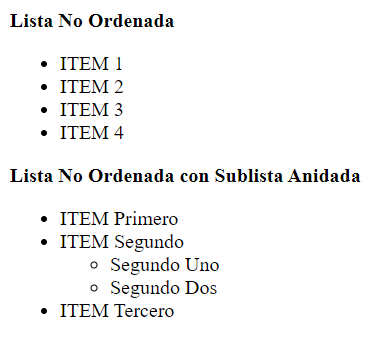 Lista No Ordenada
ITEM 1
ITEM 2
ITEM 3
ITEM 4
Lista No Ordenada con Sublista Anidada
ITEM Primero
ITEM Segundo
Segundo Uno
Segundo Dos
ITEM Tercero